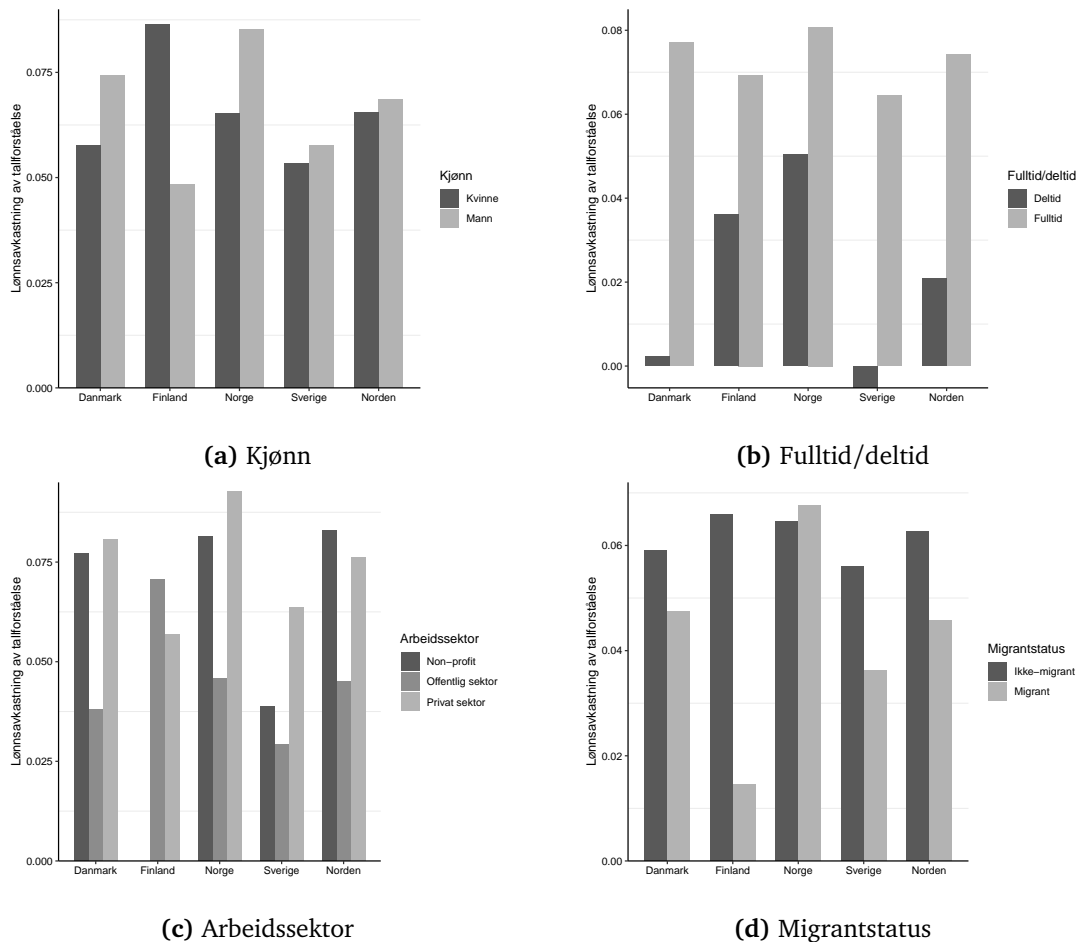 Lønnsavkastning av tallforståelse
0.075
0.050
0.025
0.000
Danmark Finland Norge Sverige Norden
Kjønn
Kvinne
Mann
(a) Kjønn
Lønnsavkastning av tallforståelse
0.08
0.06
0.04
0.02
0.00
Danmark Finland Norge Sverige Norden
Fulltid/deltid
Deltid
Fulltid
(b) Fulltid/deltid
Lønnsavkastning av tallforståelse
0.075
0.050
0.025
0.000
Danmark Finland Norge Sverige Norden
Arbeidssektor
Non−profit
Offentlig sektor
Privat sektor
(c) Arbeidssektor
Lønnsavkastning av tallforståelse
0.06
0.04
0.02
0.00
Danmark Finland Norge Sverige Norden
Migrantstatus
Ikke−migrant
Migrant
(d) Migrantstatus